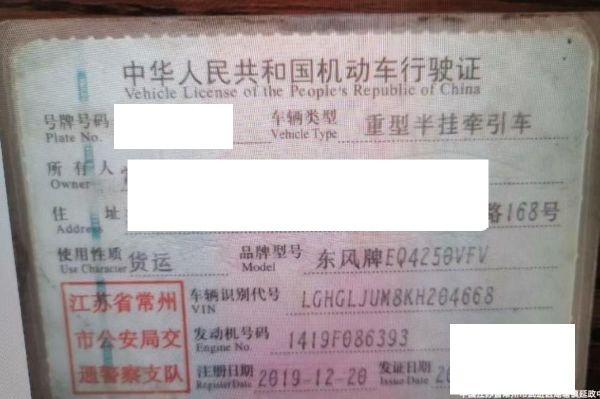 中华人民共和国机动车行驶证
Vehicle License of the People's Republic of China
号牌号码 车辆类型 重型半挂牵引车
Plate No. Vehicle Type
所有人
Owner
住 址 路168号
Address
使用性质 货运 品牌型号 东风牌EQ4250VFV
Use Character Model
江苏省常州 车辆识别代号 LGHGLJUM8KH204668
VIN
市公安局交 发动机号码 1419F086393
Engine No.
通警察支队 注册日期 2019-12-20 发证日期
Register Date Issue Date